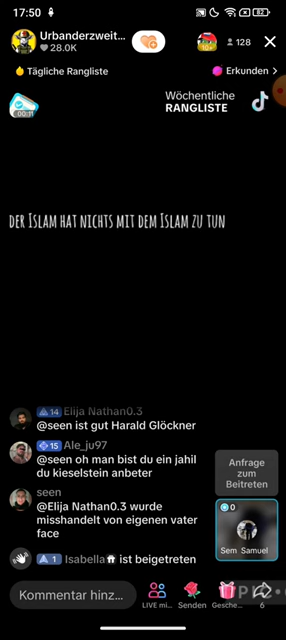 17:50
82
Urbanderzweit...
28.0K
10+
128
Tägliche Rangliste
Erkunden >
Wöchentliche
RANGLISTE
00:11
DER ISLAM HAT NICHTS MIT DEM ISLAM ZU TUN
14 Elija Nathan0.3
@seen ist gut Harald Glöckner
15 Ale_ju97
@seen oh man bist du ein jahil
du kieselstein anbeter
seen
@Elija Nathan0.3 wurde
misshandelt von eigenen vater
face
1 Isabella ist beigetreten
Anfrage
zum
Beitreten
0
Sem Samuel
Kommentar hinz...
LIVE mi...
Senden
Gesche...
6